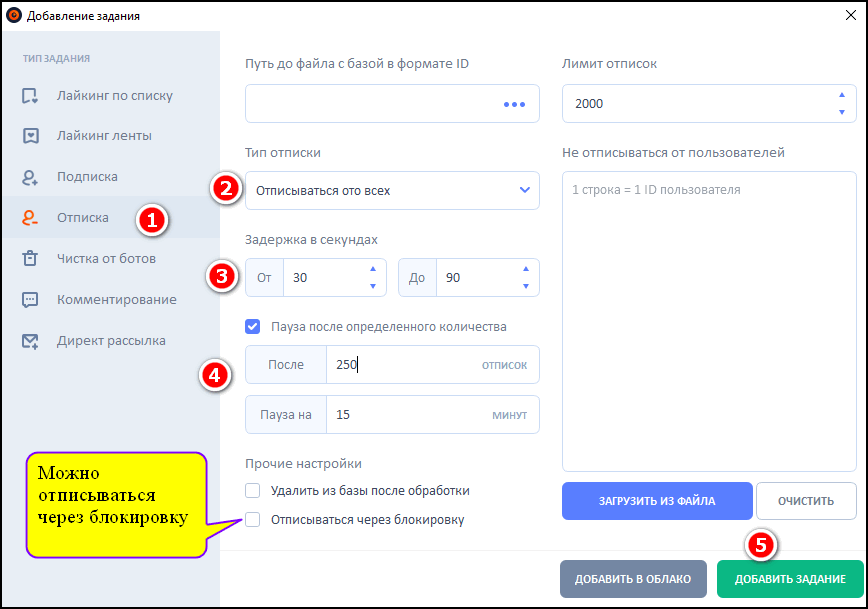 Добавление задания
ТИП ЗАДАНИЯ
Лайкинг по списку
Лайкинг ленты
Подписка
Отписка
1
Чистка от ботов
Комментирование
Директ рассылка
Можно
отписываться
через блокировку
Путь до файла с базой в формате ID
Тип отписки
2
Отписываться ото всех
Задержка в секундах
3
От 30
До 90
Пауза после определенного количества
4
После 250 отписок
Пауза на 15 минут
Прочие настройки
Удалить из базы после обработки
Отписываться через блокировку
Лимит отписок
2000
Не отписываться от пользователей
1 строка = 1 ID пользователя
ЗАГРУЗИТЬ ИЗ ФАЙЛА
ОЧИСТИТЬ
5
ДОБАВИТЬ В ОБЛАКО
ДОБАВИТЬ ЗАДАНИЕ